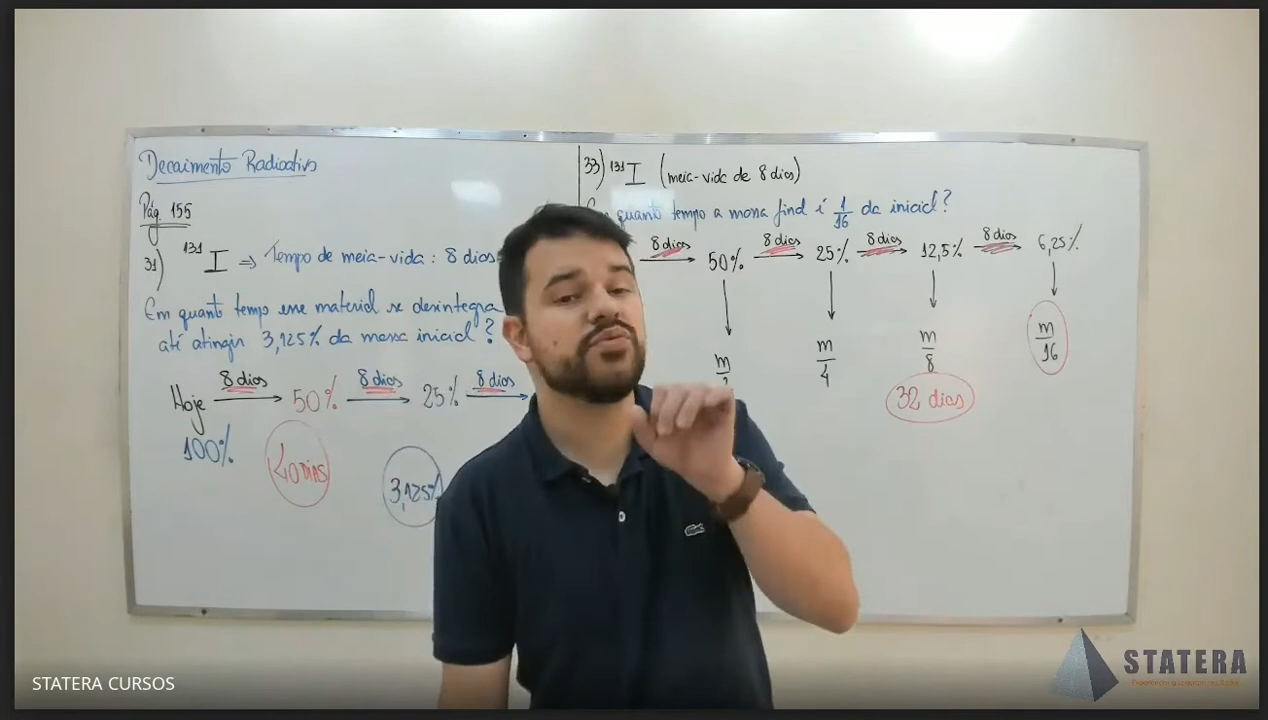 Decaimento Radioativo
Pág. 155
31) ¹³¹I ⇒ Tempo de meia-vida : 8 dias
Em quanto tempo esse material se desintegra
até atingir 3,125% da massa inicial?
Hoje 8 dias → 50% 8 dias → 25% 8 dias →
100%
40 dias
3,125%
33) ¹³¹I (meia-vida de 8 dias)
quanto tempo a massa final é 1/16 da inicial?
8 dias → 50% 8 dias → 25% 8 dias → 12,5% 8 dias → 6,25%
m m/4 m/8 m/16
32 dias
STATERA CURSOS
STATERA